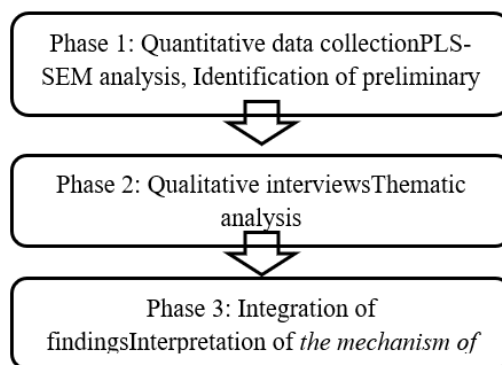 Phase 1: Quantitative data collectionPLS-
SEM analysis, Identification of preliminary
Phase 2: Qualitative interviewsThematic
analysis
Phase 3: Integration of
findingsInterpretation of the mechanism of